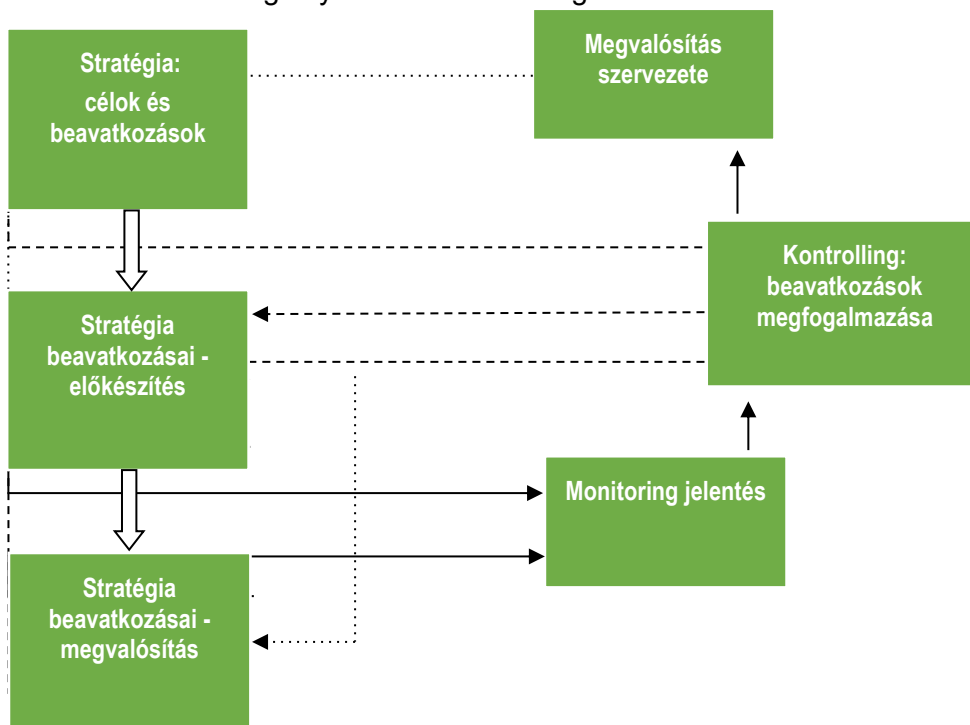 Stratégia:
célok és
beavatkozások
Megvalósítás
szervezete
Kontrolling:
beavatkozások
megfogalmazása
Stratégia
beavatkozásai -
előkészítés
Monitoring jelentés
Stratégia
beavatkozásai -
megvalósítás